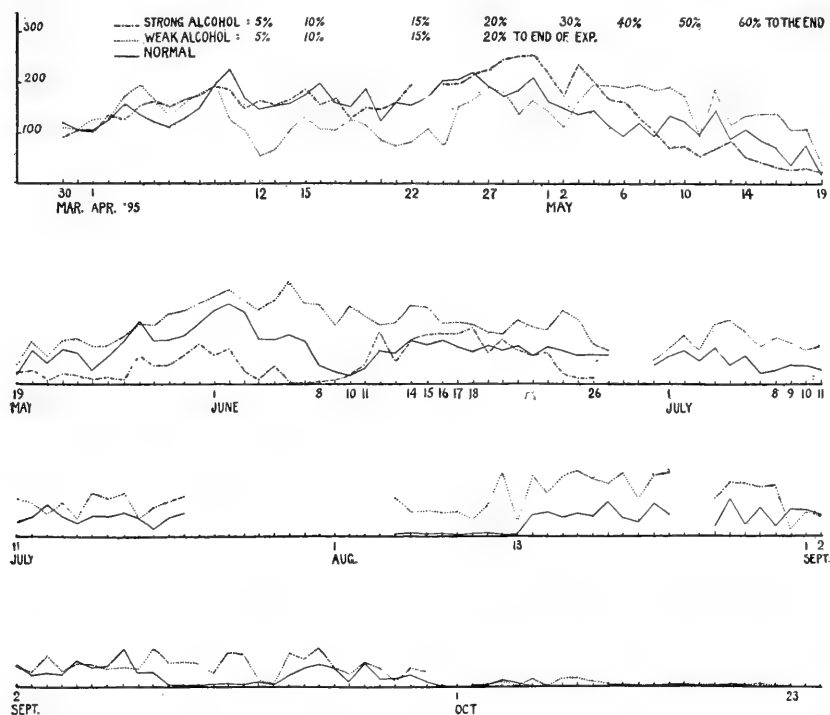 300
STRONG ALCOHOL: 5% 10% 15% 20% 30% 40% 50% 60% TO THE END
WEAK ALCOHOL: 5% 10% 15% 20% TO END OF EXP.
NORMAL
200
100
30 1 12 15 22 27 1 2 6 10 14 19
MAR. APR. '95 MAY
19 1 8 10 11 14 15 16 17 18 26 1 8 9 10 11
MAY JUNE JULY
11 1 13 1 2
JULY AUG. SEPT.
2 1 23
SEPT. OCT